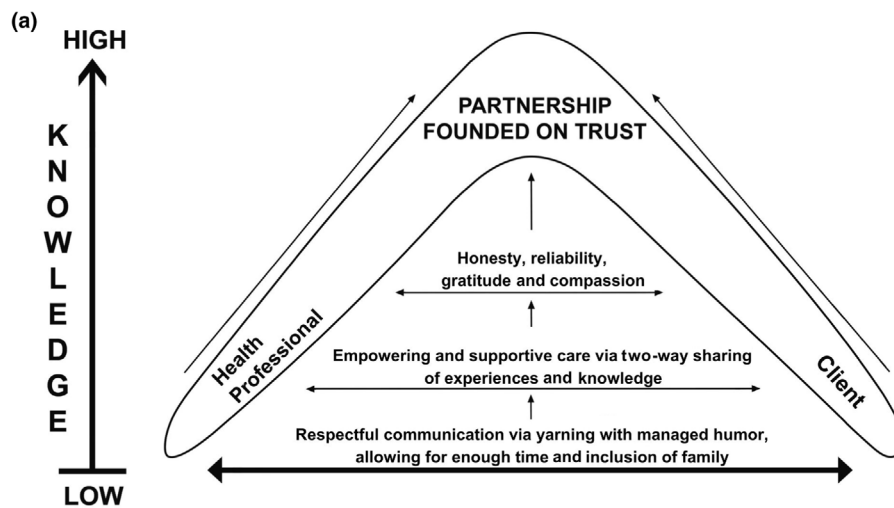 (a)
HIGH
KNOWLEDGE
LOW
PARTNERSHIP
FOUNDED ON TRUST
Honesty, reliability,
gratitude and compassion
Health
Professional
Empowering and supportive care via two-way sharing
of experiences and knowledge
Client
Respectful communication via yarning with managed humor,
allowing for enough time and inclusion of family